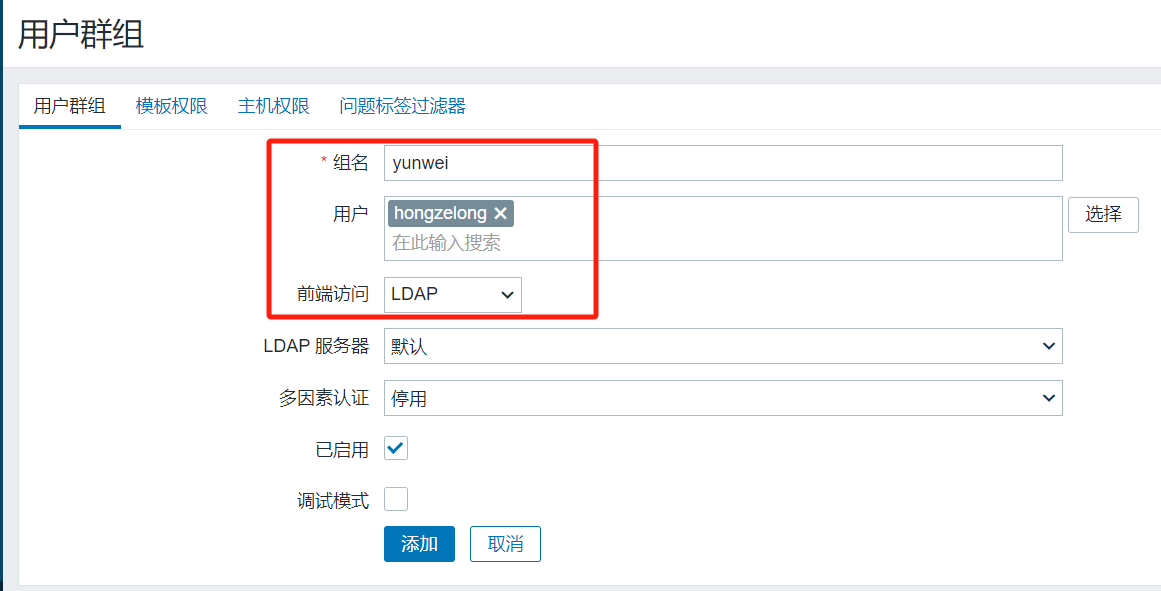 用户群组
用户群组 模板权限 主机权限 问题标签过滤器
* 组名 yunwei
用户 hongzelong ✕ 选择
在此输入搜索
前端访问 LDAP
LDAP 服务器 默认
多因素认证 停用
已启用
调试模式
添加 取消